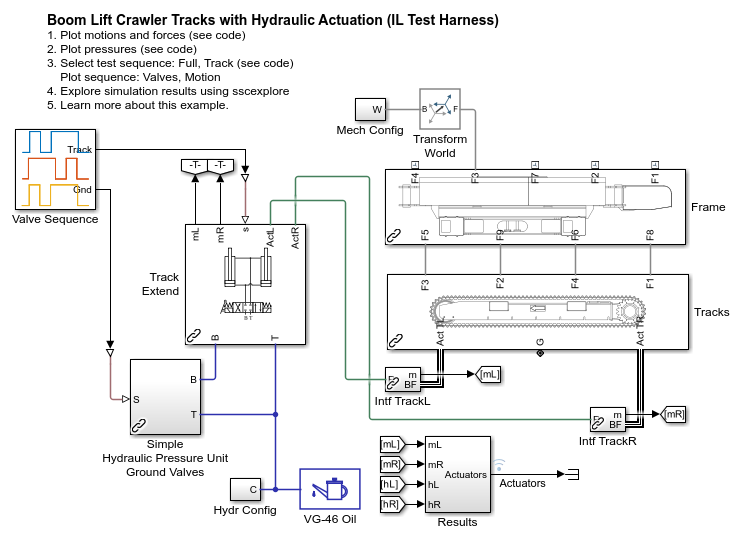 Boom Lift Crawler Tracks with Hydraulic Actuation (IL Test Harness)
1. Plot motions and forces (see code)
2. Plot pressures (see code)
3. Select test sequence: Full, Track (see code)
Plot sequence: Valves, Motion
4. Explore simulation results using sscexplore
5. Learn more about this example.
W
Mech Config
B
F
Transform
World
Track
Gnd
Valve Sequence
-T-
-T-
mL
mR
s
ActL
ActR
B T
B
T
Track
Extend
F4
F3
F7
F2
F1
F5
F9
F6
F8
Frame
F3
F2
F4
F1
Act TL
G
Act TR
Tracks
S
B
T
Simple
Hydraulic Pressure Unit
Ground Valves
F
m
BF
[mL]
Intf TrackL
F
m
BF
[mR]
Intf TrackR
C
Hydr Config
VG-46 Oil
[mL]
[mR]
[hL]
[hR]
mL
mR
hL
hR
Actuators
Actuators
Results